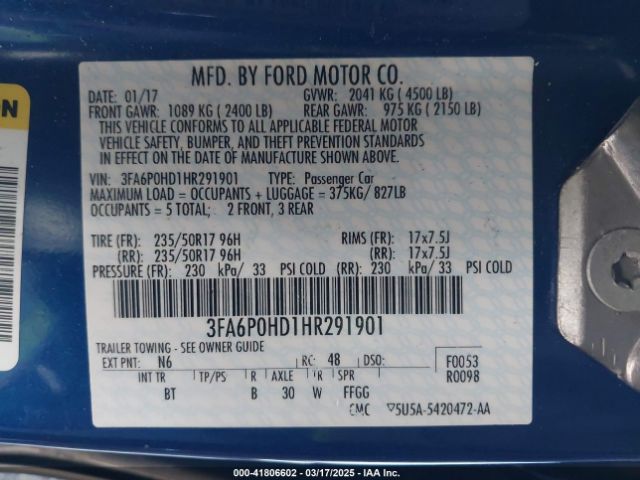 ON
MFD. BY FORD MOTOR CO.
DATE: 01/17 GVWR: 2041 KG ( 4500 LB)
FRONT GAWR: 1089 KG ( 2400 LB) REAR GAWR: 975 KG ( 2150 LB)
THIS VEHICLE CONFORMS TO ALL APPLICABLE FEDERAL MOTOR
VEHICLE SAFETY, BUMPER, AND THEFT PREVENTION STANDARDS
IN EFFECT ON THE DATE OF MANUFACTURE SHOWN ABOVE.
VIN: 3FA6P0HD1HR291901 TYPE: Passenger Car
MAXIMUM LOAD = OCCUPANTS + LUGGAGE = 375KG/ 827LB
OCCUPANTS = 5 TOTAL; 2 FRONT, 3 REAR
TIRE (FR): 235/50R17 96H RIMS (FR): 17x7.5J
(RR): 235/50R17 96H (RR): 17x7.5J
PRESSURE (FR): 230 kPa/ 33 PSI COLD (RR): 230 kPa/ 33 PSI COLD
3FA6P0HD1HR291901
TRAILER TOWING - SEE OWNER GUIDE
EXT PNT: N6 RC: 48 DSO: F0053
INT TR TP/PS R AXLE TR SPR R0098
BT B 30 W FFGG
CMC 5U5A-5420472-AA
000-41806602 - 03/17/2025 - IAA Inc.